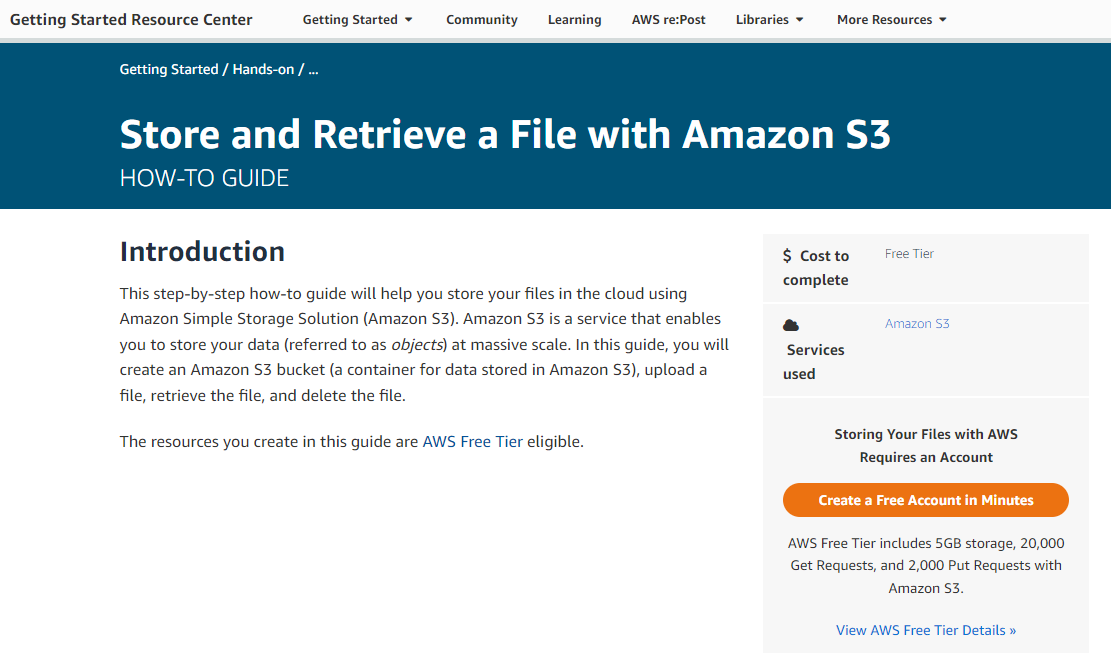 Getting Started Resource Center
Getting Started
Community
Learning
AWS re:Post
Libraries
More Resources
Getting Started / Hands-on / ...
Store and Retrieve a File with Amazon S3
HOW-TO GUIDE
Introduction
This step-by-step how-to guide will help you store your files in the cloud using
Amazon Simple Storage Solution (Amazon S3). Amazon S3 is a service that enables
you to store your data (referred to as objects) at massive scale. In this guide, you will
create an Amazon S3 bucket (a container for data stored in Amazon S3), upload a
file, retrieve the file, and delete the file.
The resources you create in this guide are AWS Free Tier eligible.
$ Cost to
complete
Free Tier
Services
used
Amazon S3
Storing Your Files with AWS
Requires an Account
Create a Free Account in Minutes
AWS Free Tier includes 5GB storage, 20,000
Get Requests, and 2,000 Put Requests with
Amazon S3.
View AWS Free Tier Details »